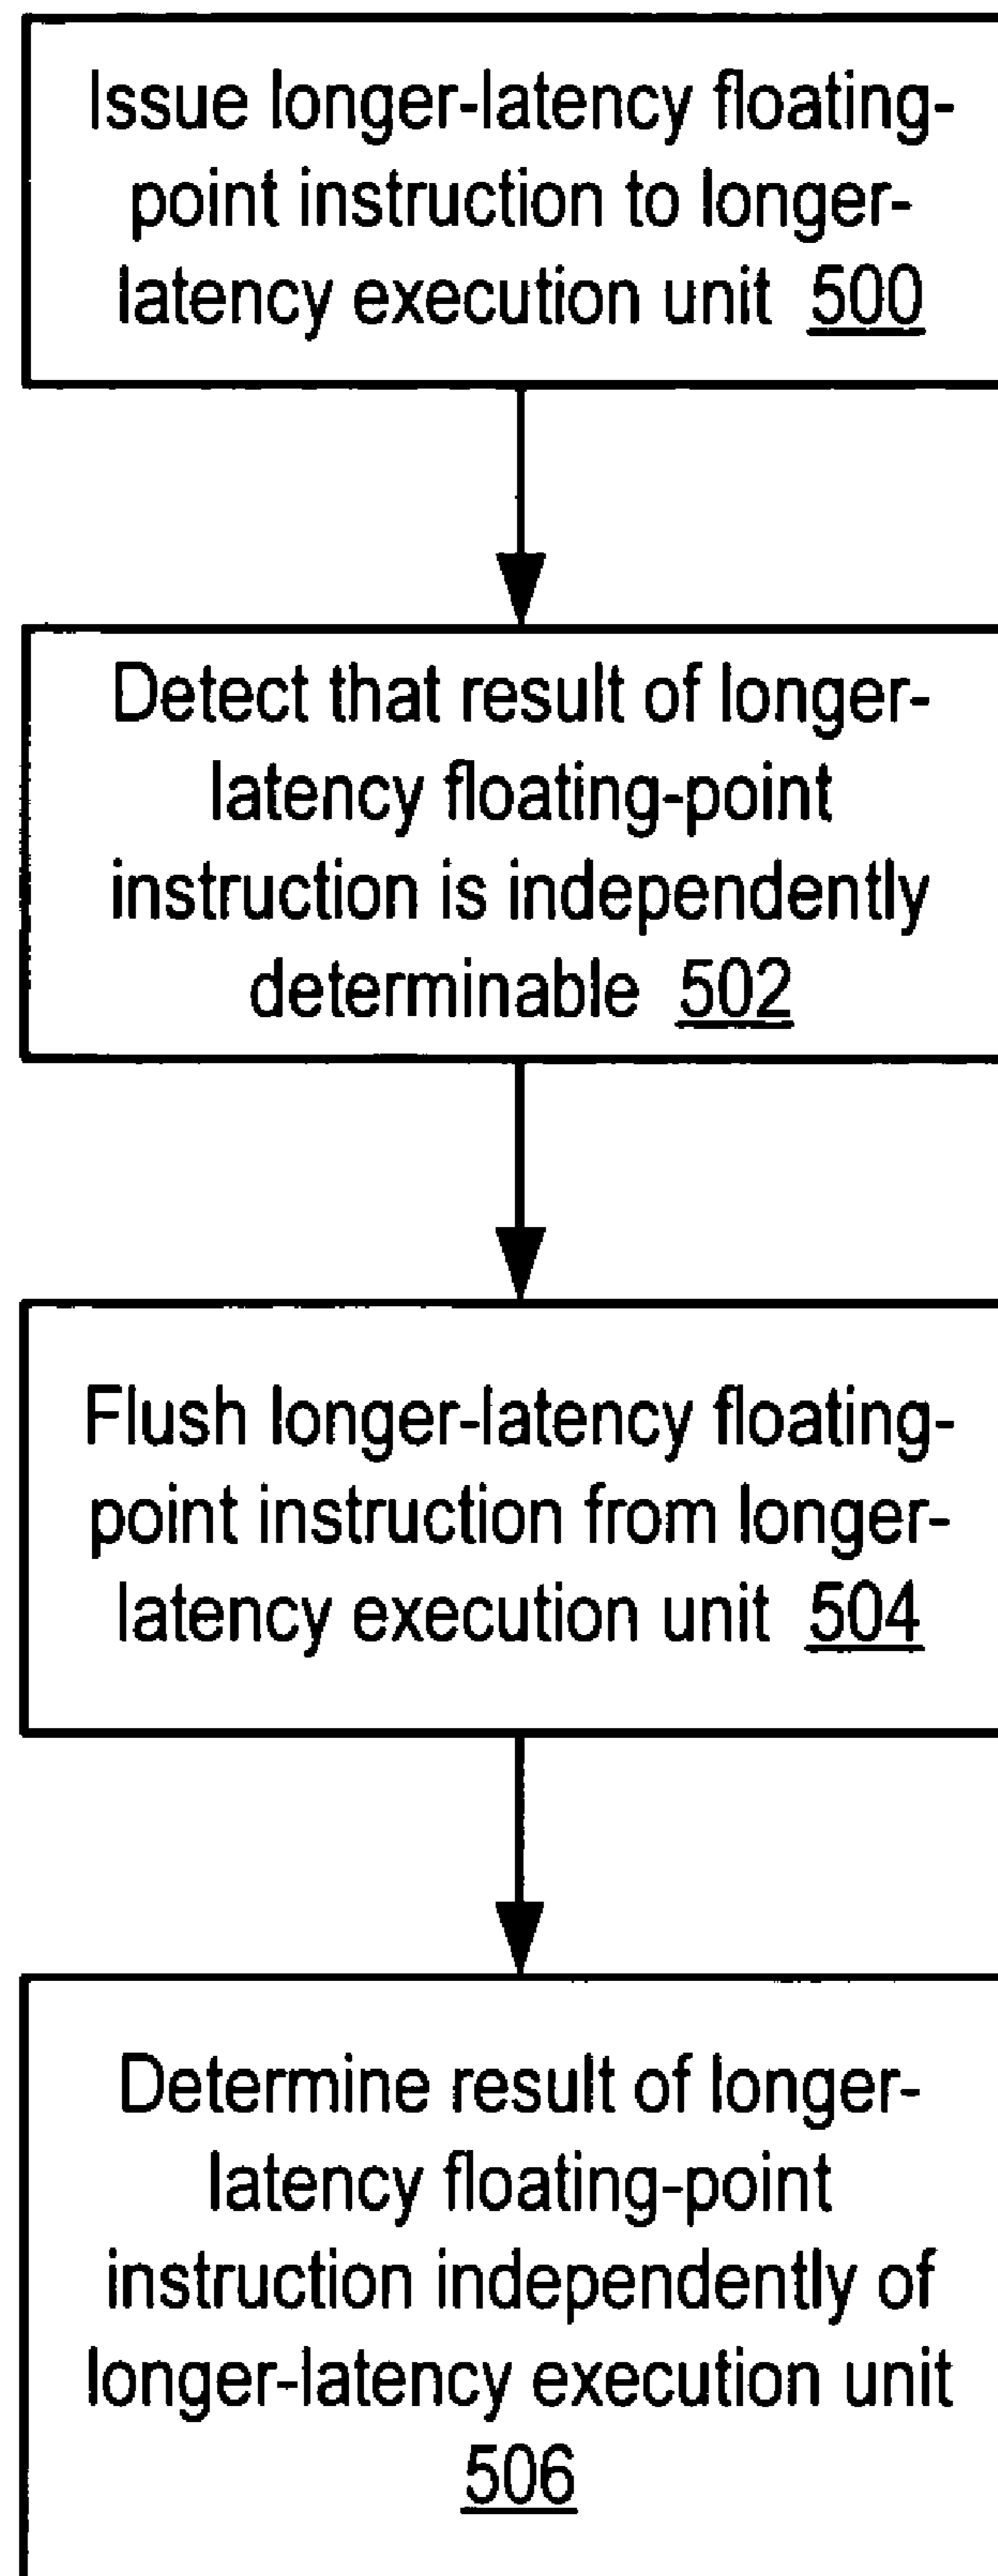 Issue longer-latency floating-
point instruction to longer-
latency execution unit 500
Detect that result of longer-
latency floating-point
instruction is independently
determinable 502
Flush longer-latency floating-
point instruction from longer-
latency execution unit 504
Determine result of longer-
latency floating-point
instruction independently of
longer-latency execution unit
506